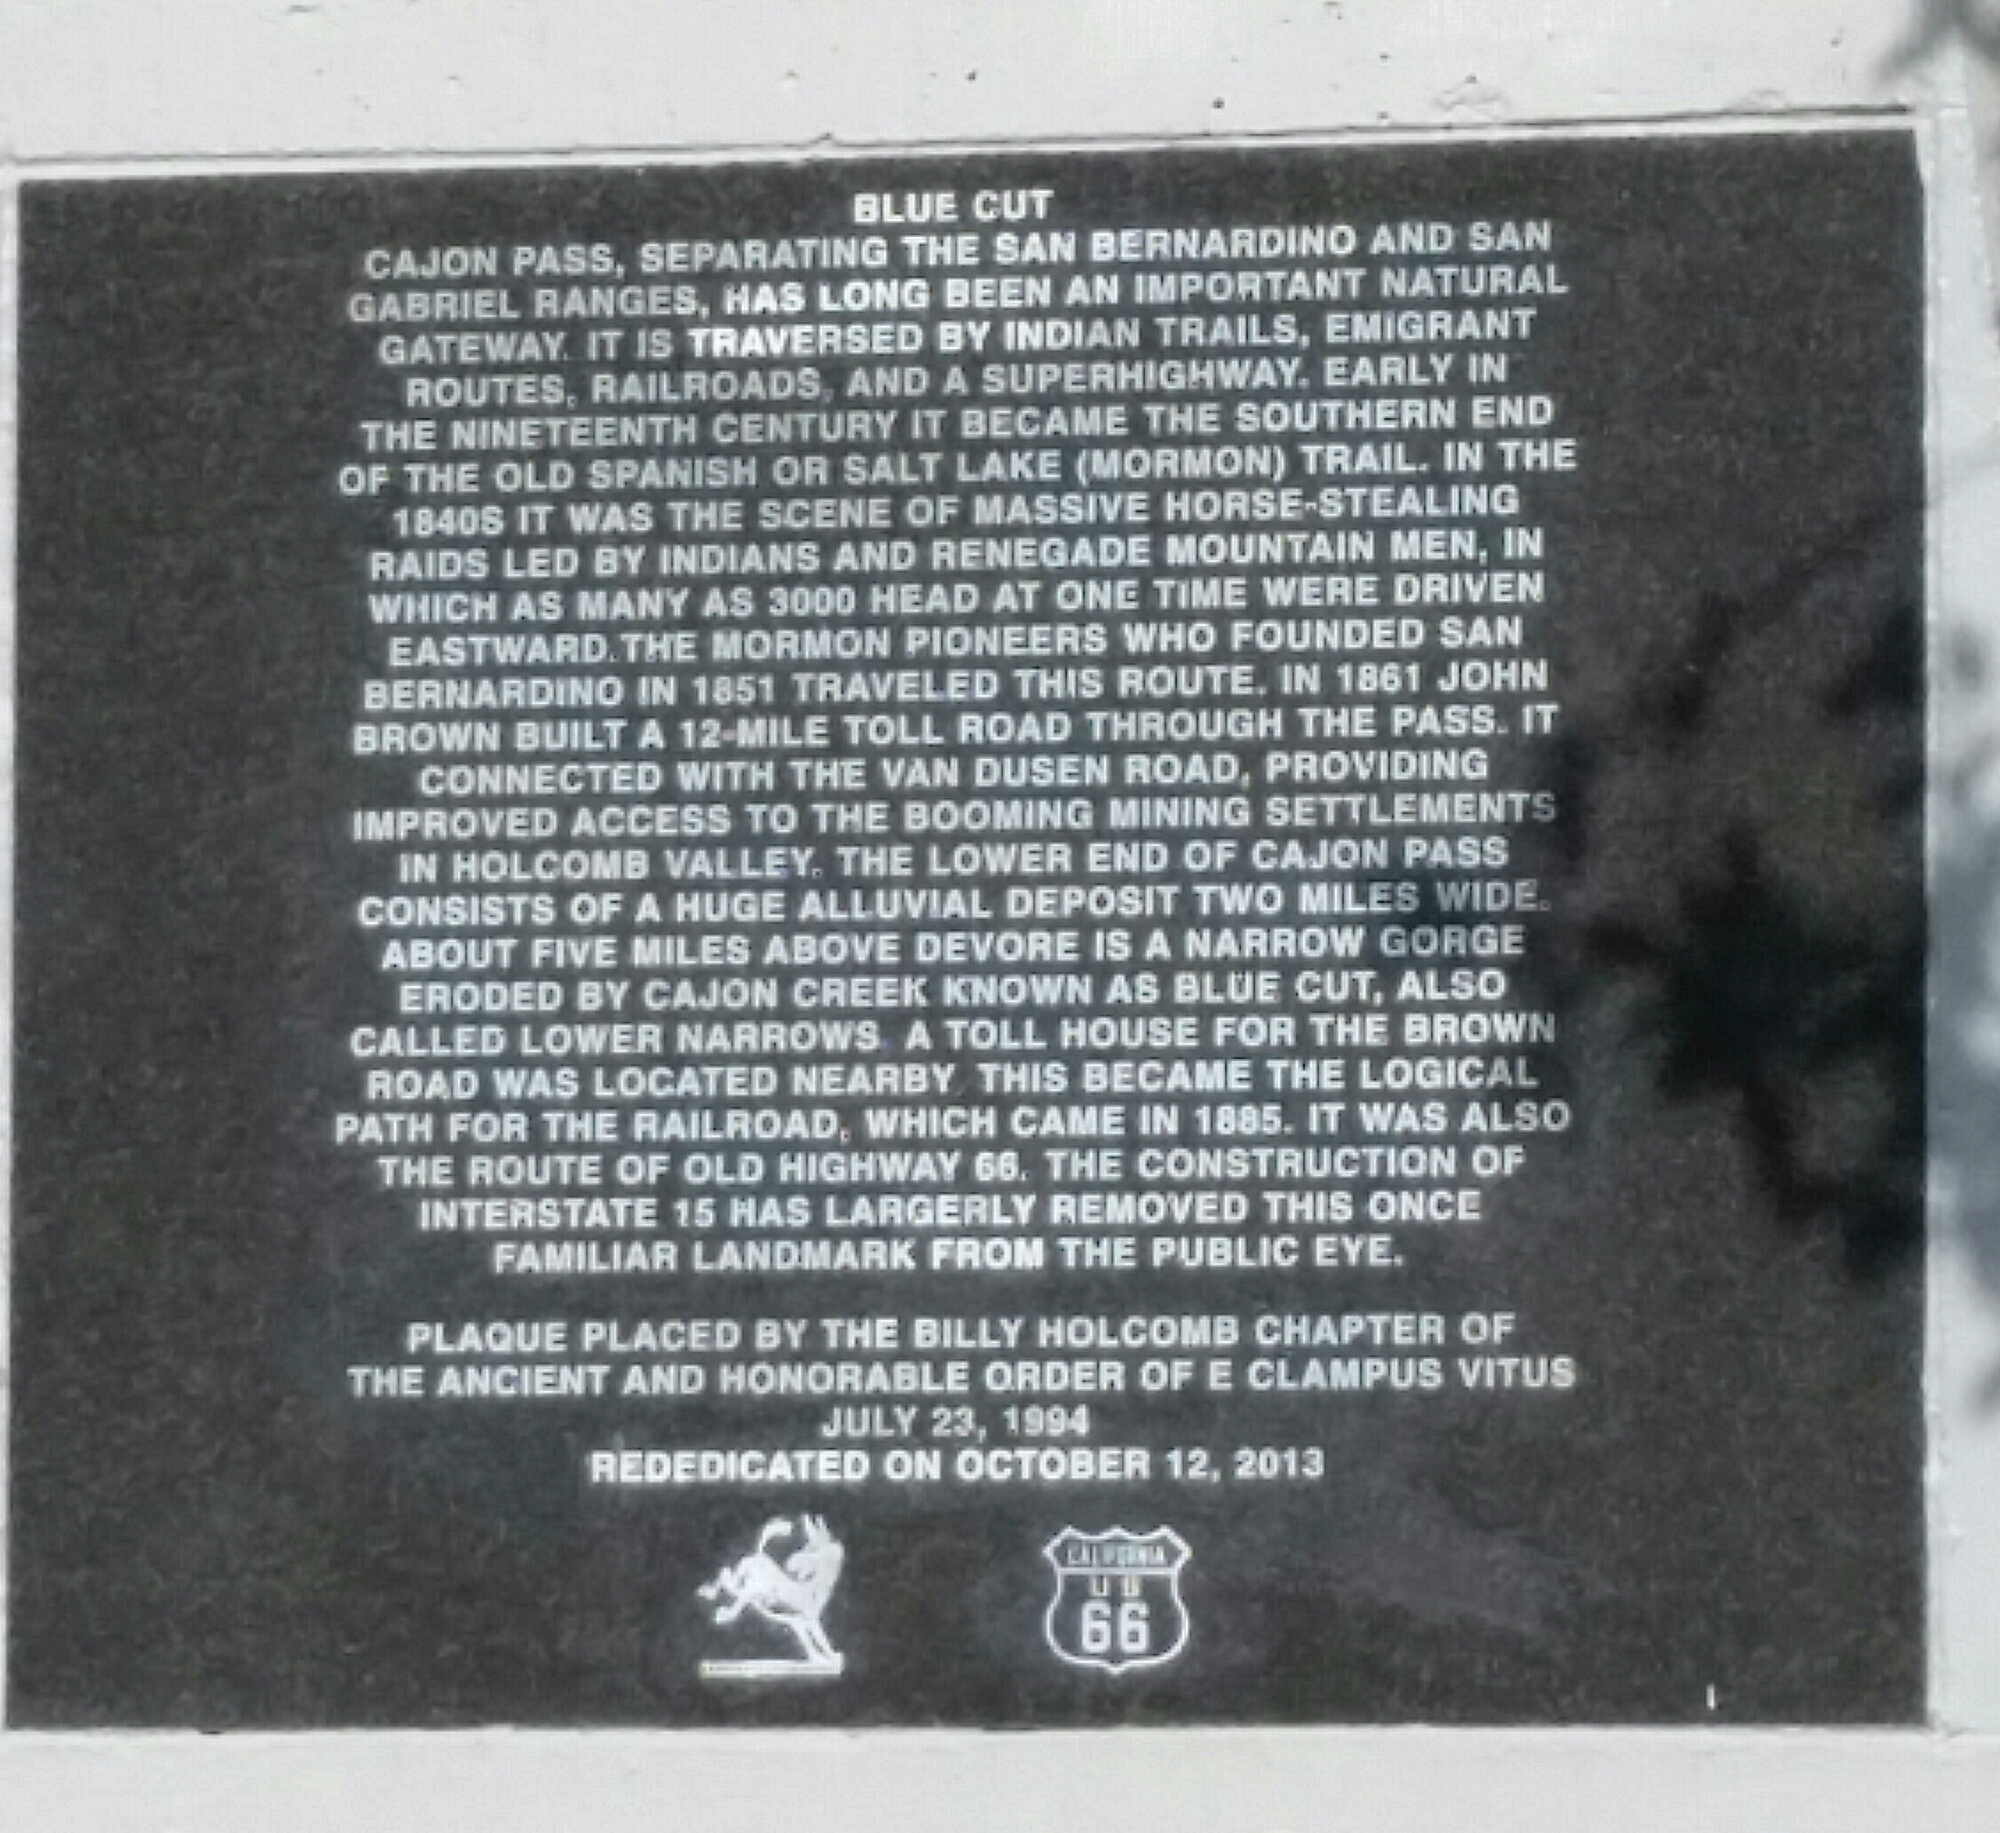 BLUE CUT
CAJON PASS, SEPARATING THE SAN BERNARDINO AND SAN
GABRIEL RANGES, HAS LONG BEEN AN IMPORTANT NATURAL
GATEWAY. IT IS TRAVERSED BY INDIAN TRAILS, EMIGRANT
ROUTES, RAILROADS, AND A SUPERHIGHWAY. EARLY IN
THE NINETEENTH CENTURY IT BECAME THE SOUTHERN END
OF THE OLD SPANISH OR SALT LAKE (MORMON) TRAIL. IN THE
1840S IT WAS THE SCENE OF MASSIVE HORSE-STEALING
RAIDS LED BY INDIANS AND RENEGADE MOUNTAIN MEN, IN
WHICH AS MANY AS 3000 HEAD AT ONE TIME WERE DRIVEN
EASTWARD. THE MORMON PIONEERS WHO FOUNDED SAN
BERNARDINO IN 1851 TRAVELED THIS ROUTE. IN 1861 JOHN
BROWN BUILT A 12-MILE TOLL ROAD THROUGH THE PASS. IT
CONNECTED WITH THE VAN DUSEN ROAD, PROVIDING
IMPROVED ACCESS TO THE BOOMING MINING SETTLEMENTS
IN HOLCOMB VALLEY. THE LOWER END OF CAJON PASS
CONSISTS OF A HUGE ALLUVIAL DEPOSIT TWO MILES WIDE.
ABOUT FIVE MILES ABOVE DEVORE IS A NARROW GORGE
ERODED BY CAJON CREEK KNOWN AS BLUE CUT, ALSO
CALLED LOWER NARROWS. A TOLL HOUSE FOR THE BROWN
ROAD WAS LOCATED NEARBY. THIS BECAME THE LOGICAL
PATH FOR THE RAILROAD, WHICH CAME IN 1885. IT WAS ALSO
THE ROUTE OF OLD HIGHWAY 66. THE CONSTRUCTION OF
INTERSTATE 15 HAS LARGERLY REMOVED THIS ONCE
FAMILIAR LANDMARK FROM THE PUBLIC EYE.
PLAQUE PLACED BY THE BILLY HOLCOMB CHAPTER OF
THE ANCIENT AND HONORABLE ORDER OF E CLAMPUS VITUS
JULY 23, 1994
REDEDICATED ON OCTOBER 12, 2013
CALIFORNIA
U S
66